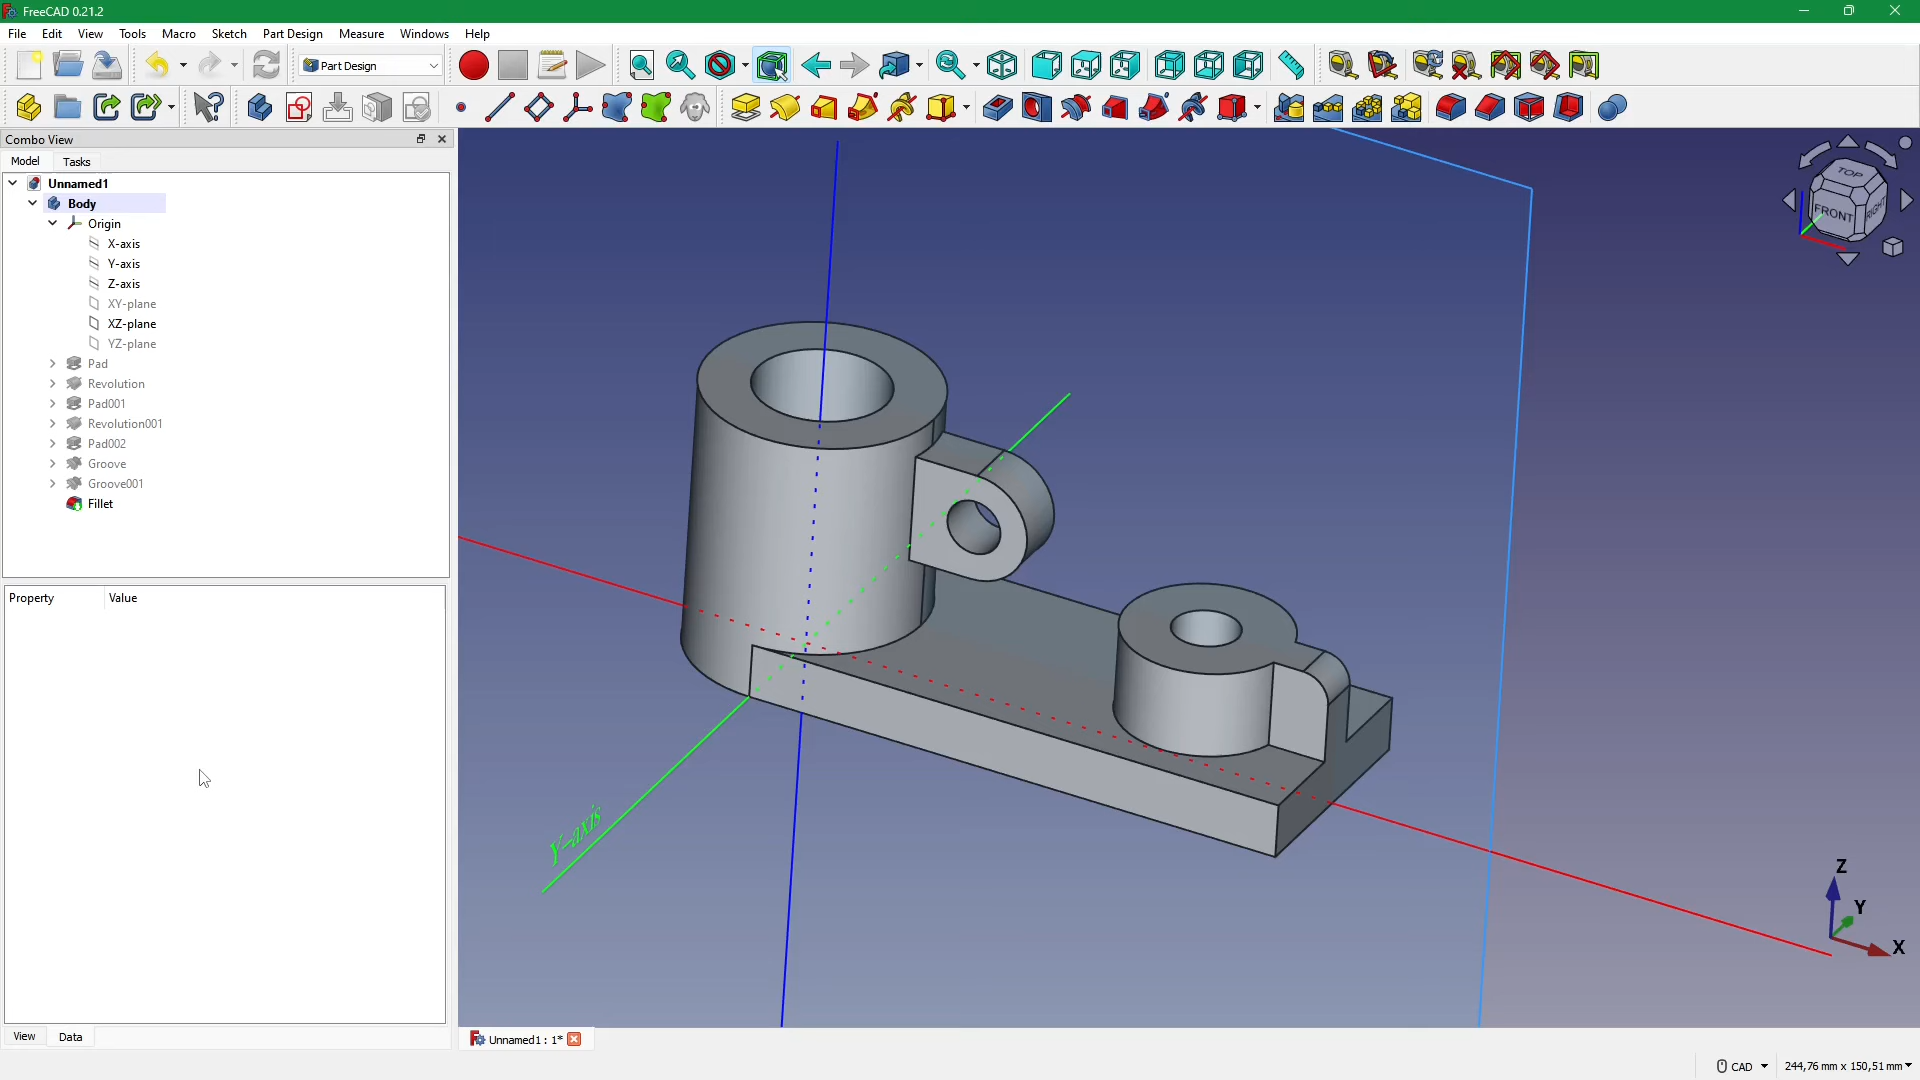 FreeCAD 0.21.2
File Edit View Tools Macro Sketch Part Design Measure Windows Help
Part Design
Combo View
Model Tasks
Unnamed1
Body
Origin
X-axis
Y-axis
Z-axis
XY-plane
XZ-plane
YZ-plane
Pad
Revolution
Pad001
Revolution001
Pad002
Groove
Groove001
Fillet
Property Value
View Data
TOP
FRONT
RIGHT
Y-axis
Z
Y
X
Unnamed1 : 1*
CAD
244,76 mm x 150,51 mm